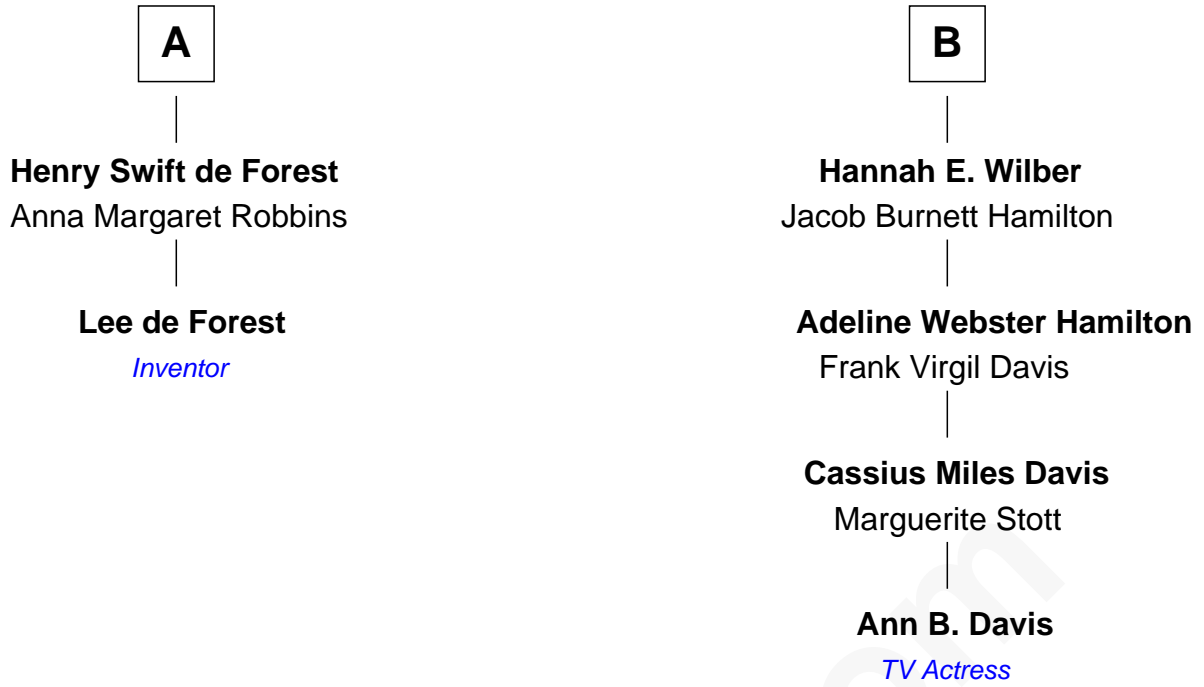 A
Henry Swift de Forest
Anna Margaret Robbins
Lee de Forest
Inventor
B
Hannah E. Wilber
Jacob Burnett Hamilton
Adeline Webster Hamilton
Frank Virgil Davis
Cassius Miles Davis
Marguerite Stott
Ann B. Davis
TV Actress